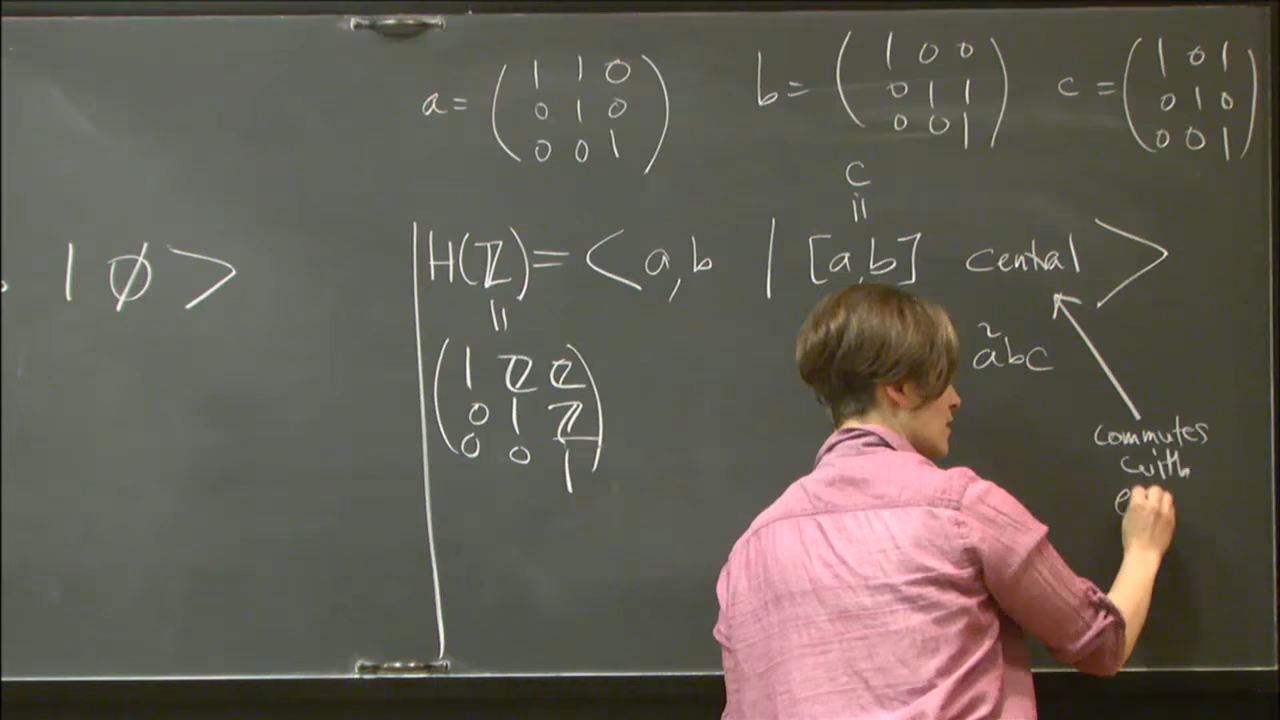 a = ( 1 1 0 b = ( 1 0 0 c = ( 1 0 1
0 1 0 0 1 1 0 1 0
0 0 1 ) 0 0 1 ) 0 0 1 )
c
=
| ∅ >
H(ℤ) = < a, b | [a,b] central >
=
( 1 ℤ ℤ
0 1 ℤ
0 0 1 )
ãbc
commutes
with
e